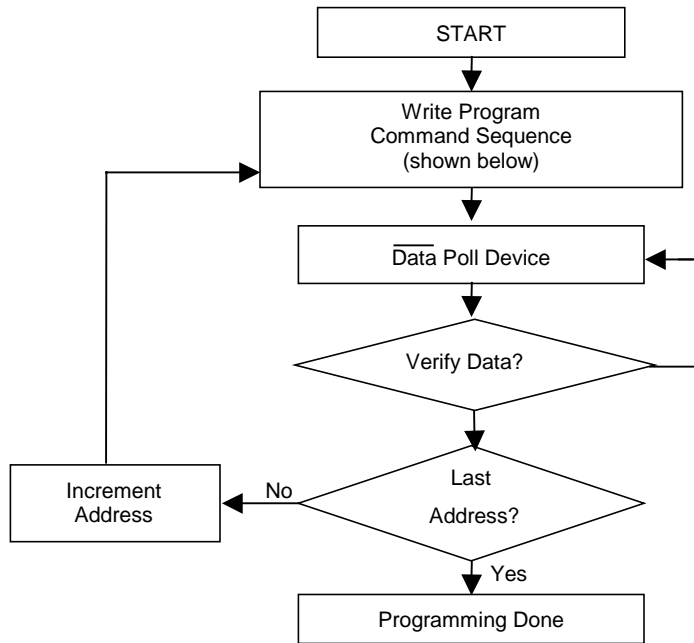 START
Write Program
Command Sequence
(shown below)
Data Poll Device
Verify Data?
Last
Address?
No
Increment
Address
Yes
Programming Done